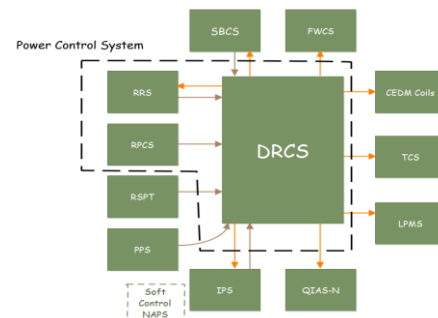 SBCS
FWCS
Power Control System
RRS
CEDM Coils
RPCS
DRCS
TCS
RSPT
LPMS
PPS
IPS
QIAS-N
Soft
Control
NAPS